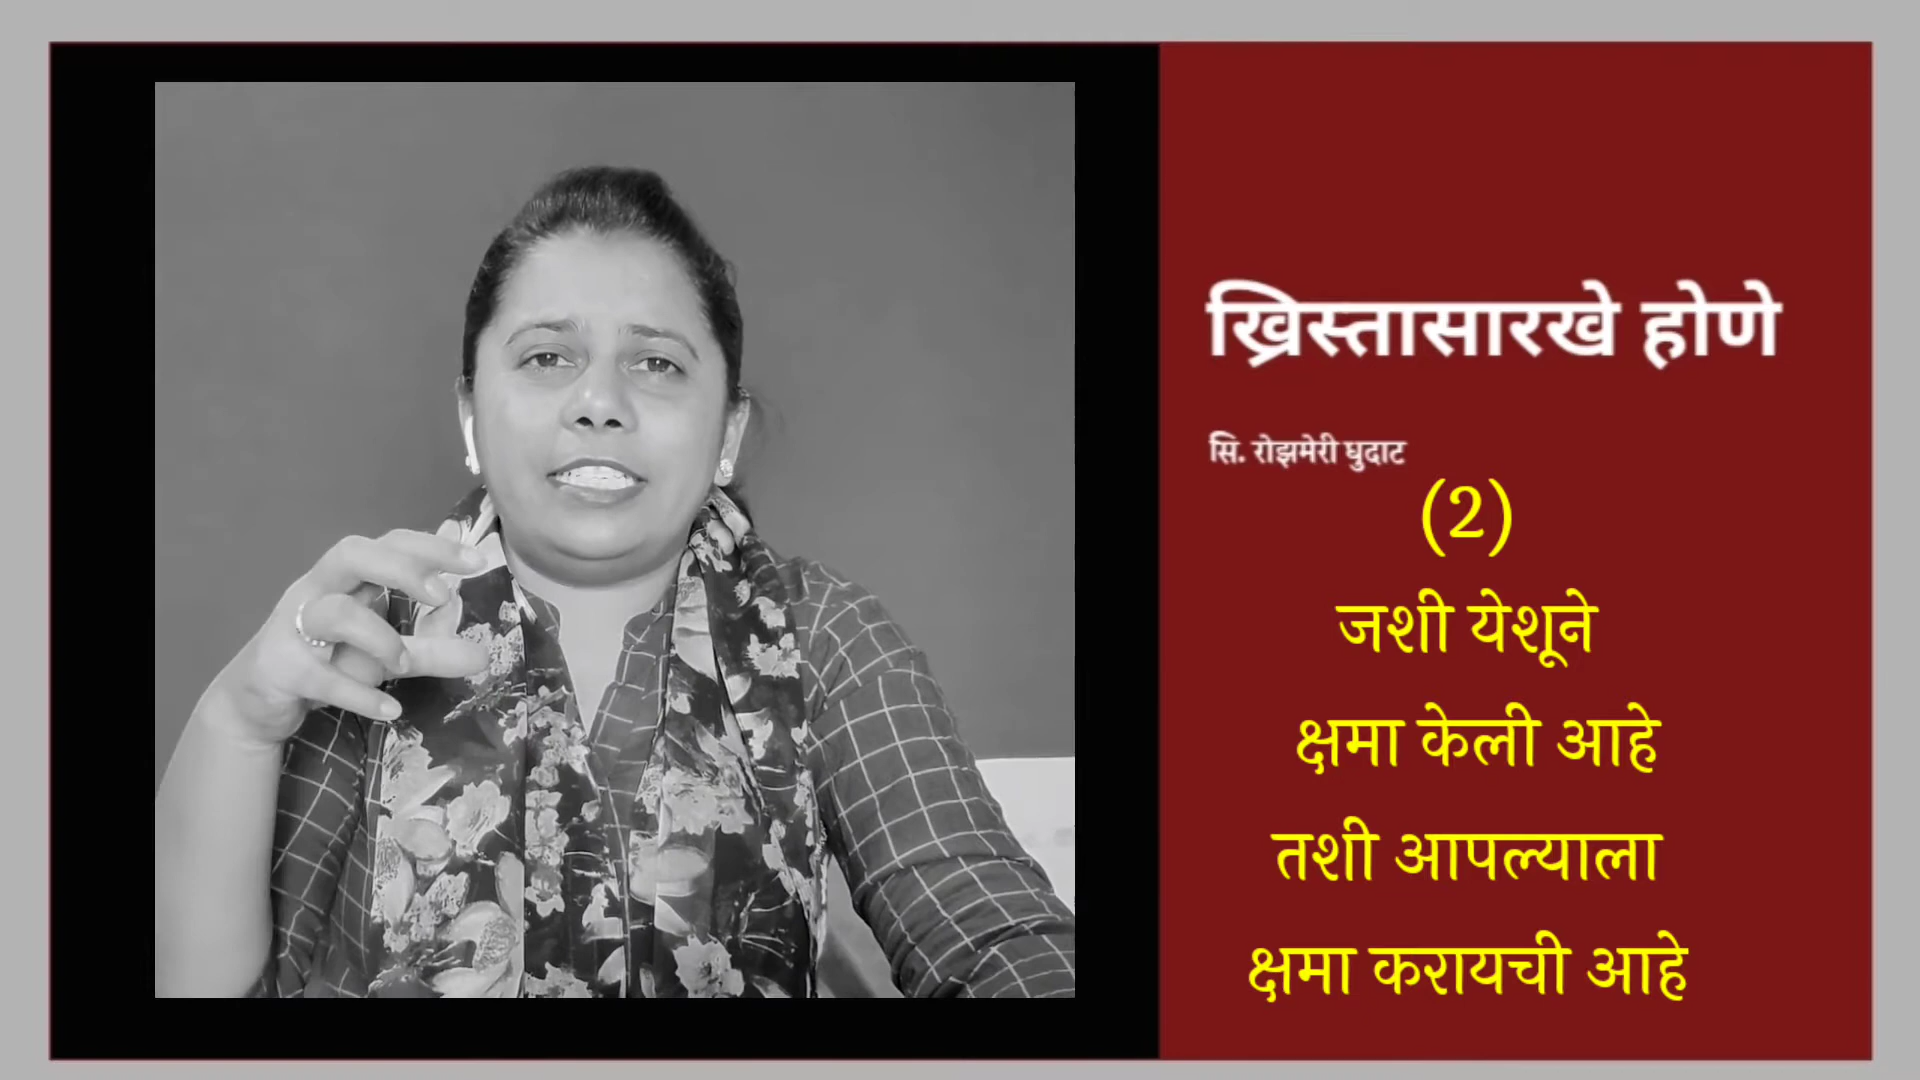 ख्रिस्तासारखे होणे
सि. रोझमेरी घुदाट
(2)
जशी येशूने
क्षमा केली आहे
तशी आपल्याला
क्षमा करायची आहे